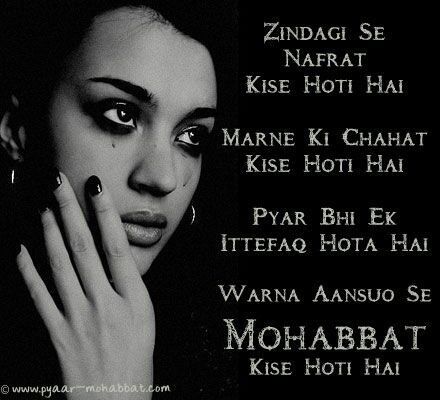 Zindagi Se
Nafrat
Kise Hoti Hai
Marne Ki Chahat
Kise Hoti Hai
Pyar Bhi Ek
Ittefaq Hota Hai
Warna Aansuo Se
Mohabbat
Kise Hoti Hai
© www.pyaar-mohabbat.com